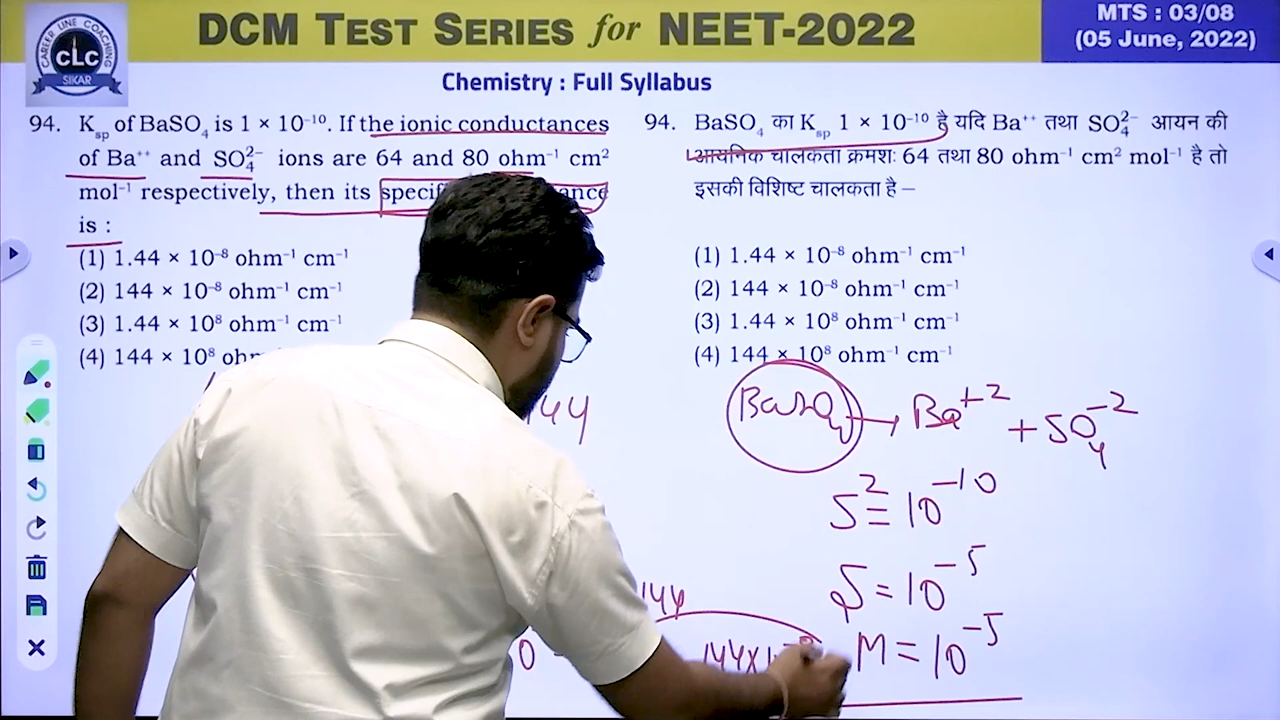 DCM TEST SERIES for NEET-2022
MTS : 03/08
(05 June, 2022)
CAREER LINE COACHING
CLC
SIKAR
Chemistry : Full Syllabus
94. Ksp of BaSO4 is 1 × 10⁻¹⁰. If the ionic conductances
of Ba⁺⁺ and SO4²⁻ ions are 64 and 80 ohm⁻¹ cm²
mol⁻¹ respectively, then its
is :
(1) 1.44 × 10⁻⁸ ohm⁻¹ cm⁻¹
(2) 144 × 10⁻⁸ ohm⁻¹ cm⁻¹
(3) 1.44 × 10⁸ ohm⁻¹ cm⁻¹
(4) 144 × 10⁸
94. BaSO4 का Ksp 1 × 10⁻¹⁰ है यदि Ba⁺⁺ तथा SO4²⁻ आयन की
आयनिक चालकता क्रमशः 64 तथा 80 ohm⁻¹ cm² mol⁻¹ है तो
इसकी विशिष्ट चालकता है –
(1) 1.44 × 10⁻⁸ ohm⁻¹ cm⁻¹
(2) 144 × 10⁻⁸ ohm⁻¹ cm⁻¹
(3) 1.44 × 10⁸ ohm⁻¹ cm⁻¹
(4) 144 × 10⁸ ohm⁻¹ cm⁻¹
BaSO4 → Ba⁺² + SO4⁻²
S² = 10⁻¹⁰
S = 10⁻⁵
M = 10⁻⁵
144